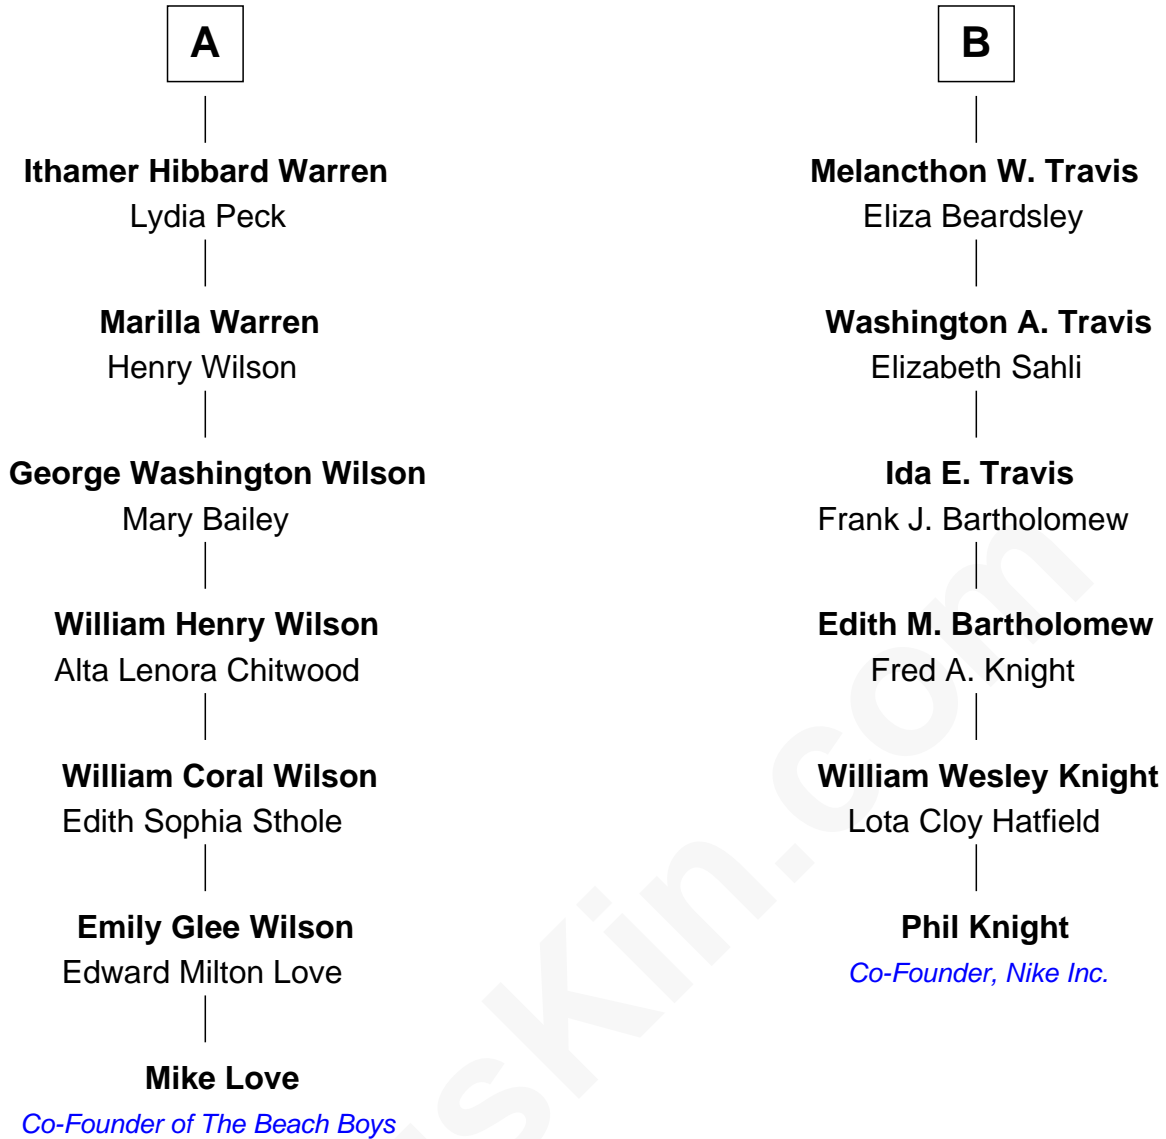 A
Ithamer Hibbard Warren
Lydia Peck
Marilla Warren
Henry Wilson
George Washington Wilson
Mary Bailey
William Henry Wilson
Alta Lenora Chitwood
William Coral Wilson
Edith Sophia Sthole
Emily Glee Wilson
Edward Milton Love
Mike Love
Co-Founder of The Beach Boys
B
Melancthon W. Travis
Eliza Beardsley
Washington A. Travis
Elizabeth Sahli
Ida E. Travis
Frank J. Bartholomew
Edith M. Bartholomew
Fred A. Knight
William Wesley Knight
Lota Cloy Hatfield
Phil Knight
Co-Founder, Nike Inc.